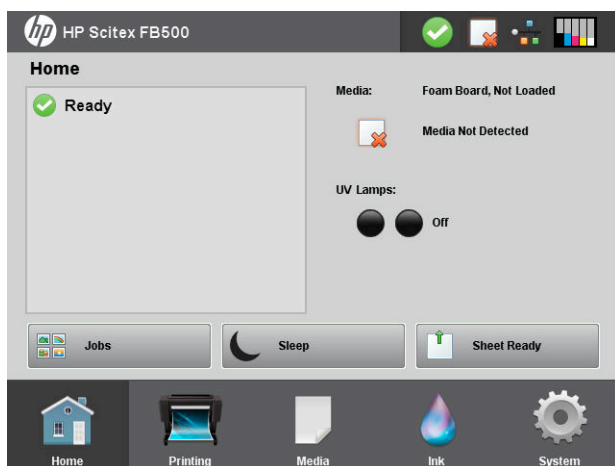 hp HP Scitex FB500
Home
Ready
Media: Foam Board, Not Loaded
Media Not Detected
UV Lamps:
Off
Jobs Sleep Sheet Ready
Home Printing Media Ink System